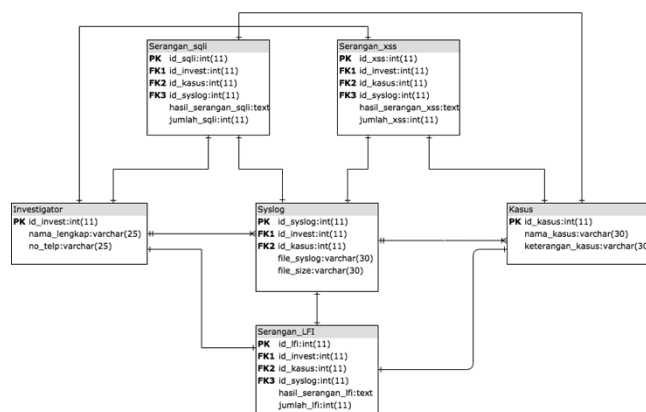 Serangan_sqli
PK id_sqli:int(11)
FK1 id_invest:int(11)
FK2 id_kasus:int(11)
FK3 id_syslog:int(11)
hasil_serangan_sqli:text
jumlah_sqli:int(11)
Serangan_xss
PK id_xss:int(11)
FK1 id_invest:int(11)
FK2 id_kasus:int(11)
FK3 id_syslog:int(11)
hasil_serangan_xss:text
jumlah_xss:int(11)
Investigator
PK id_invest:int(11)
nama_lengkap:varchar(25)
no_telp:varchar(25)
Syslog
PK id_syslog:int(11)
FK1 id_invest:int(11)
FK2 id_kasus:int(11)
file_syslog:varchar(30)
file_size:varchar(30)
Kasus
PK id_kasus:int(11)
nama_kasus:varchar(30)
keterangan_kasus:varchar(30
Serangan_LFI
PK id_lfi:int(11)
FK1 id_invest:int(11)
FK2 id_kasus:int(11)
FK3 id_syslog:int(11)
hasil_serangan_lfi:text
jumlah_lfi:int(11)